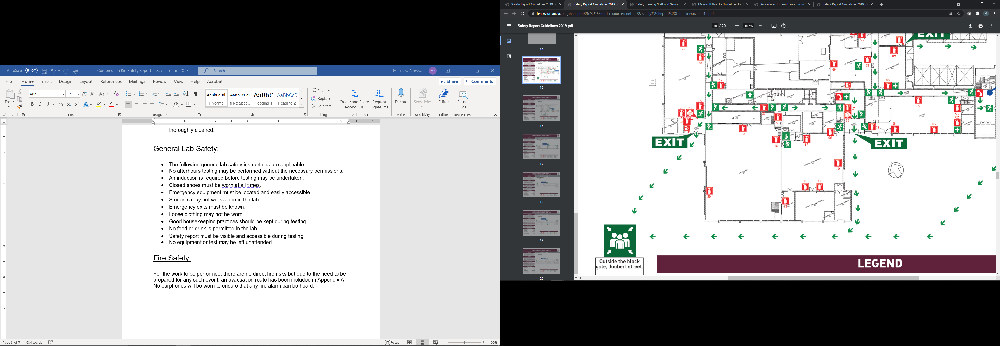 AutoSave Off
Compression Rig Safety Report - Saved to this PC
Search
Matthew Blackwell MB
File Home Insert Design Layout References Mailings Review View Help Acrobat
Share Comments
Paste
Clipboard
Arial 17
Font
Paragraph
AaBbCcDdE AaBbCcDdE AaBbC AaBbCcE
¶ Normal ¶ No Spac... Heading 1 Heading 2
Styles
Find
Replace
Select
Editing
Create and Share
Adobe PDF
Request
Signatures
Adobe Acrobat
Dictate
Voice
Sensitivity
Sensitivity
Editor
Editor
Reuse
Files
Reuse Files
thoroughly cleaned.
General Lab Safety:
• The following general lab safety instructions are applicable:
• No afterhours testing may be performed without the necessary permissions.
• An induction is required before testing may be undertaken.
• Closed shoes must be worn at all times.
• Emergency equipment must be located and easily accessible.
• Students may not work alone in the lab.
• Emergency exits must be known.
• Loose clothing may not be worn.
• Good housekeeping practices should be kept during testing.
• No food or drink is permitted in the lab.
• Safety report must be visible and accessible during testing.
• No equipment or test may be left unattended.
Fire Safety:
For the work to be performed, there are no direct fire risks but due to the need to be
prepared for any such event, an evacuation route has been included in Appendix A.
No earphones will be worn to ensure that any fire alarm can be heard.
Page 3 of 7 684 words
Focus
100%
Safety Report Guidelines 2019.pd
Safety Report Guidelines 2019.pd
Safety Training Staff and Senior S
Microsoft Word - Guidelines for
Procedures for Purchasing from
Safety Report Guidelines 2019..pd
learn.sun.ac.za/pluginfile.php/2673215/mod_resource/content/2/Safety%20Report%20Guidelines%202019.pdf
M
Safety Report Guidelines 2019.pdf
15 / 20
107%
14
15
16
17
18
19
20
EMERGENCY EVACUATION PLAN
27
28
29
58
09
49
48
08
07
25
26
23
24
21
17
16
01
02
05
04
03
19
18
13
06
10
11
12
20
52
EXIT
EXIT
EXIT
Outside the black
gate, Joubert street.
LEGEND